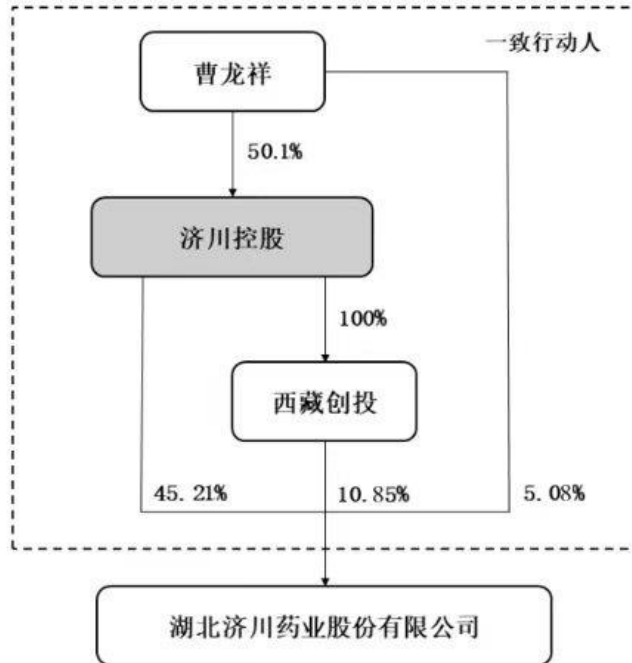 一致行动人
曹龙祥
50.1%
济川控股
100%
西藏创投
45.21%
10.85%
5.08%
湖北济川药业股份有限公司